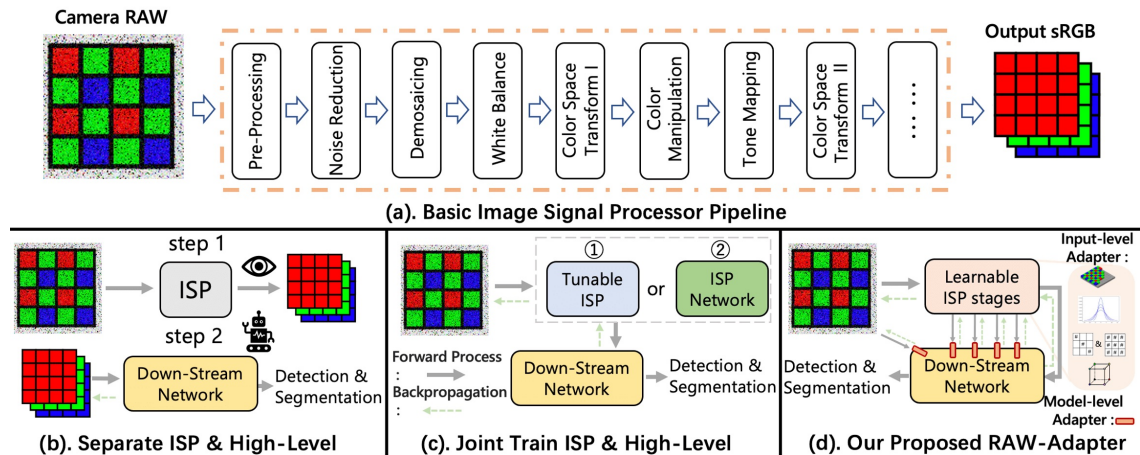 Camera RAW
Output sRGB
Pre-Processing
Noise Reduction
Demosaicing
White Balance
Color Space
Transform I
Color
Manipulation
Tone Mapping
Color Space
Transform II
......
(a). Basic Image Signal Processor Pipeline
step 1
ISP
step 2
Down-Stream
Network
Detection &
Segmentation
(b). Separate ISP & High-Level
①
②
Tunable
ISP
or
ISP
Network
Forward Process
:
Backpropagation
:
Down-Stream
Network
Detection &
Segmentation
(c). Joint Train ISP & High-Level
Input-level
Adapter :
Learnable
ISP stages
&
Detection &
Segmentation
Down-Stream
Network
Model-level
Adapter :
(d). Our Proposed RAW-Adapter